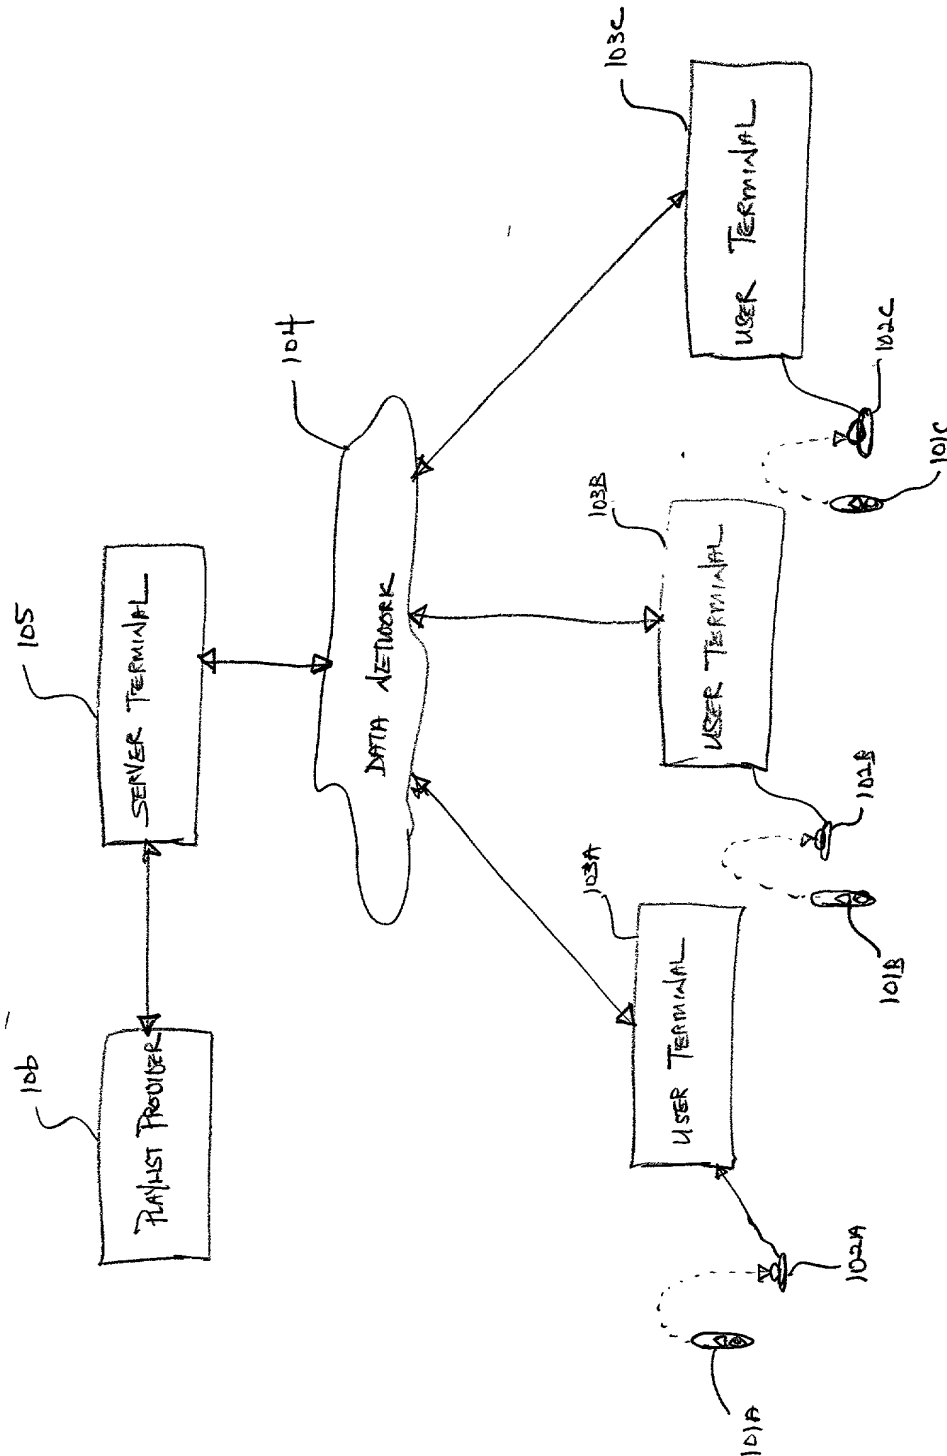 106
PLAYLIST PROVIDER
105
SERVER TERMINAL
104
DATA NETWORK
103A
USER TERMINAL
103B
USER TERMINAL
103C
USER TERMINAL
101A
102A
101B
102B
101C
102C